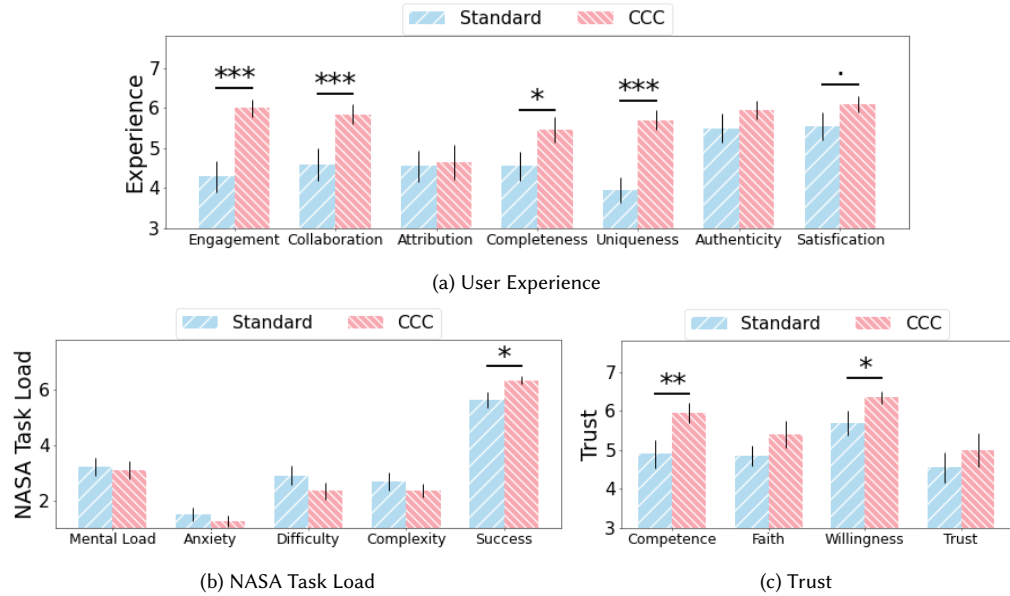 Standard CCC
Experience
7
6
5
4
3
***
***
*
***
.
Engagement Collaboration Attribution Completeness Uniqueness Authenticity Satisfication
(a) User Experience
Standard CCC
NASA Task Load
6
4
2
*
Mental Load Anxiety Difficulty Complexity Success
(b) NASA Task Load
Standard CCC
Trust
7
6
5
4
3
**
*
Competence Faith Willingness Trust
(c) Trust